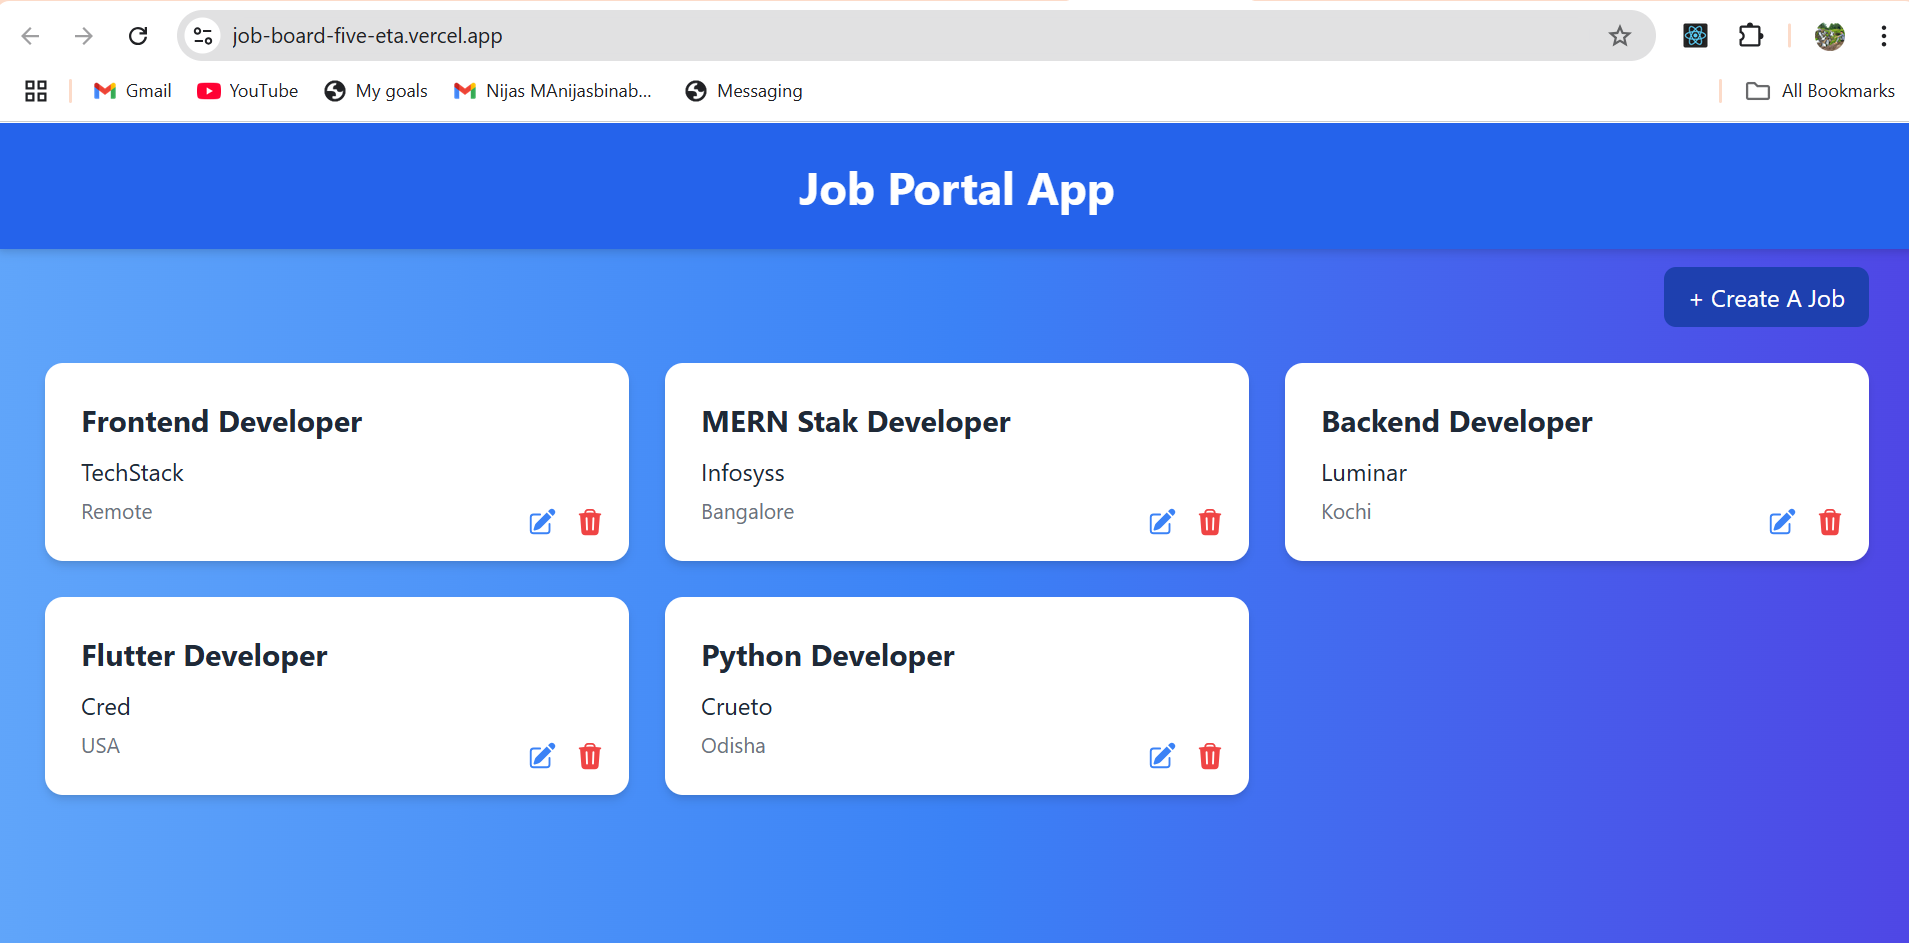 job-board-five-eta.vercel.app
Gmail
YouTube
My goals
Nijas MAnijasbinab...
Messaging
All Bookmarks
Job Portal App
+ Create A Job
Frontend Developer
TechStack
Remote
MERN Stak Developer
Infosyss
Bangalore
Backend Developer
Luminar
Kochi
Flutter Developer
Cred
USA
Python Developer
Crueto
Odisha